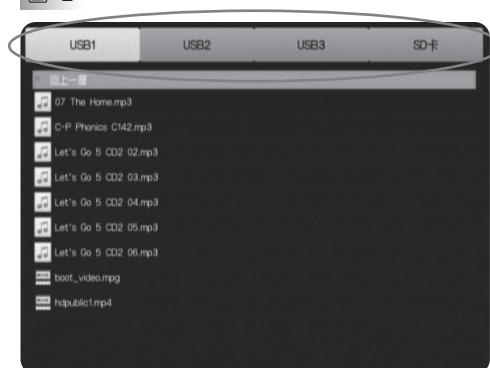 USB1 USB2 USB3 SD卡
回上一層
07 The Home.mp3
C-P Phonics C142.mp3
Let's Go 5 CD2 02.mp3
Let's Go 5 CD2 03.mp3
Let's Go 5 CD2 04.mp3
Let's Go 5 CD2 05.mp3
Let's Go 5 CD2 06.mp3
boot_video.mpg
hdpublic1.mp4